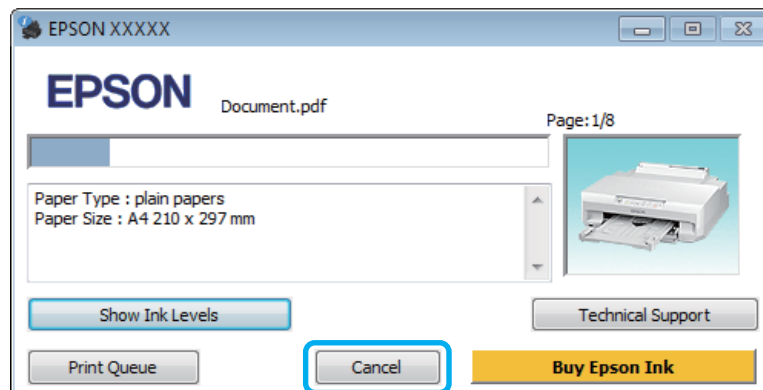 EPSON XXXXX
EPSON Document.pdf
Page:1/8
Paper Type : plain papers
Paper Size : A4 210 x 297 mm
Show Ink Levels Technical Support
Print Queue Cancel Buy Epson Ink